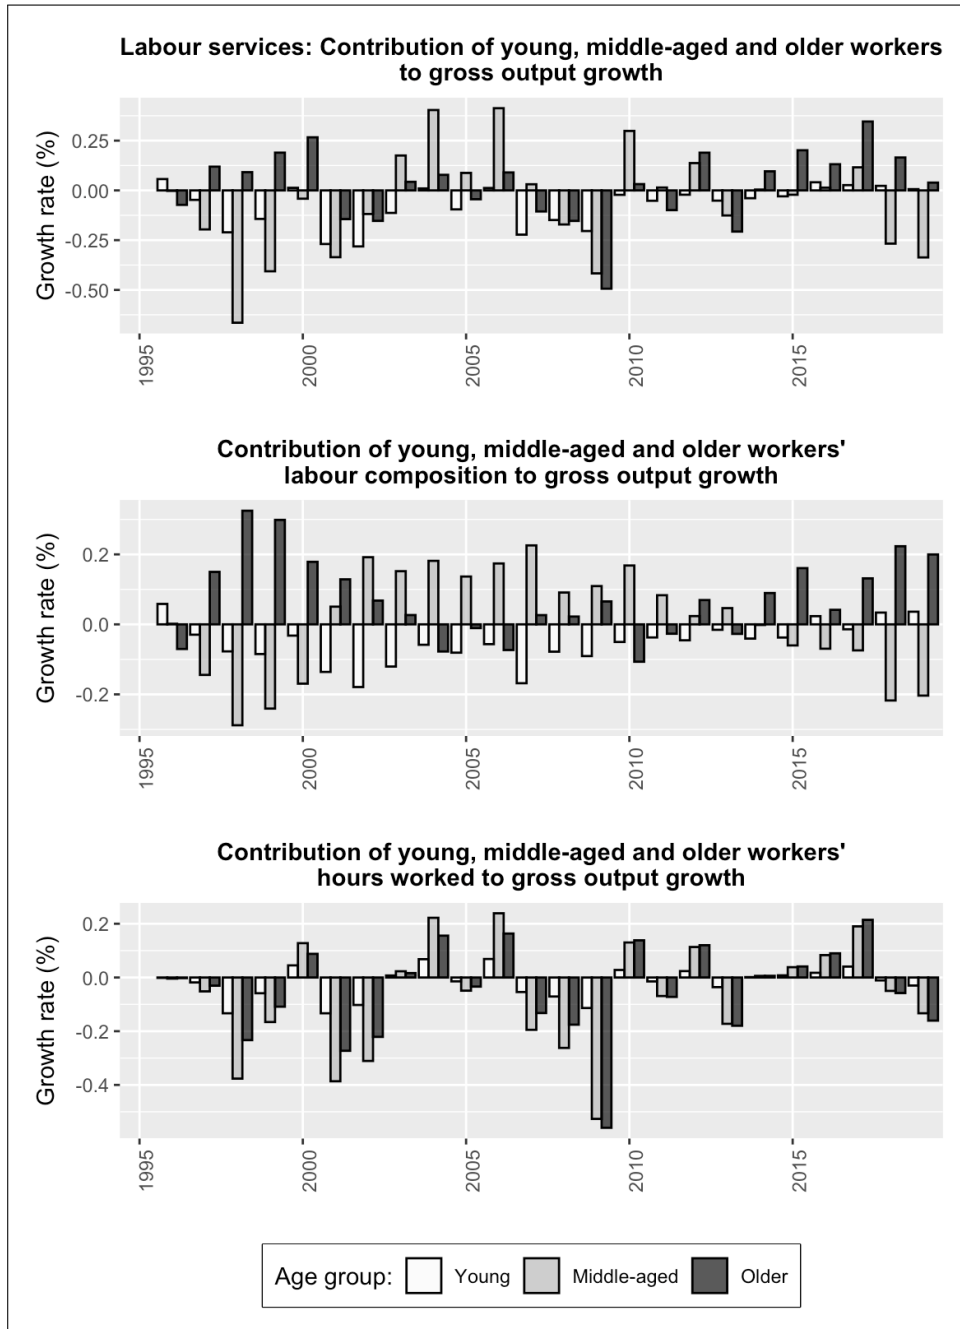 Labour services: Contribution of young, middle-aged and older workers
to gross output growth
Growth rate (%)
0.25
0.00
-0.25
-0.50
1995
2000
2005
2010
2015
Contribution of young, middle-aged and older workers'
labour composition to gross output growth
Growth rate (%)
0.2
0.0
-0.2
1995
2000
2005
2010
2015
Contribution of young, middle-aged and older workers'
hours worked to gross output growth
Growth rate (%)
0.2
0.0
-0.2
-0.4
1995
2000
2005
2010
2015
Age group: Young Middle-aged Older